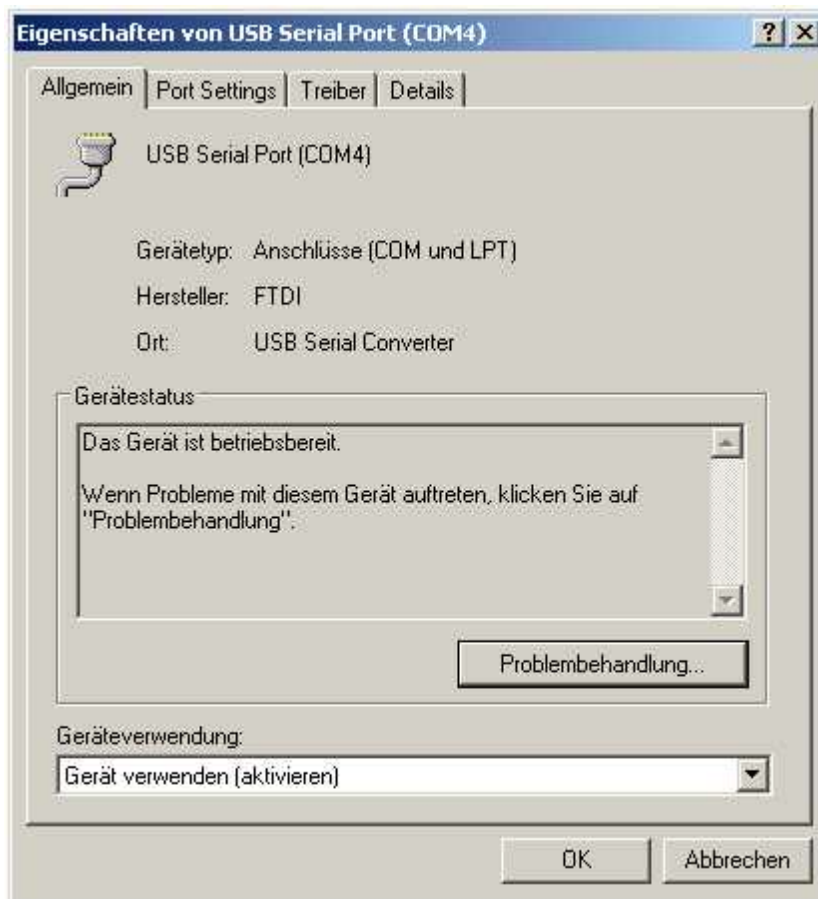 Eigenschaften von USB Serial Port (COM4)
Allgemein Port Settings Treiber Details
USB Serial Port (COM4)
Gerätetyp: Anschlüsse (COM und LPT)
Hersteller: FTDI
Ort: USB Serial Converter
Gerätestatus
Das Gerät ist betriebsbereit.
Wenn Probleme mit diesem Gerät auftreten, klicken Sie auf
"Problembehandlung".
Problembehandlung...
Geräteverwendung:
Gerät verwenden (aktivieren)
OK Abbrechen